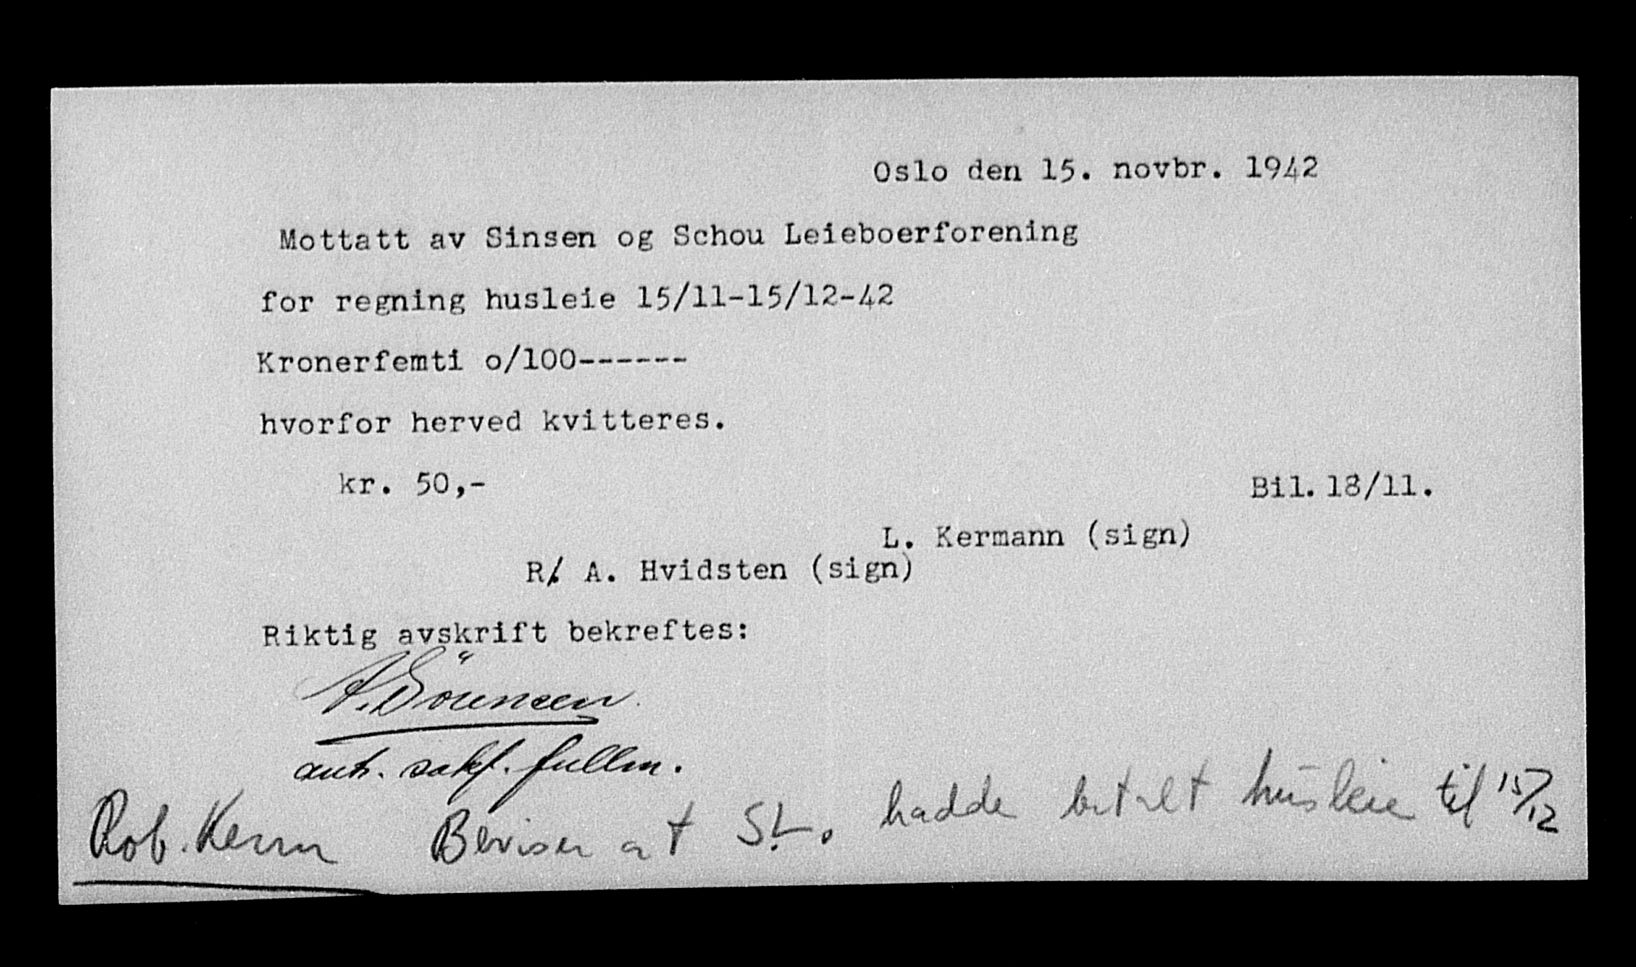 Oslo den 15. novbr. 1942
Mottatt av Sinsen og Schou Leieboerforening
for regning husleie 15/11-15/12-42
Kronerfemti o/100------
hvorfor herved kvitteres.
kr. 50,-
Bil. 18/11.
L. Kermann (sign)
R/. A. Hvidsten (sign)
Riktig avskrift bekreftes:
A. Sörensen
aut. sakf. fullm.
Rob. Kerm Beviser at SL. hadde betalt husleie til 15/12